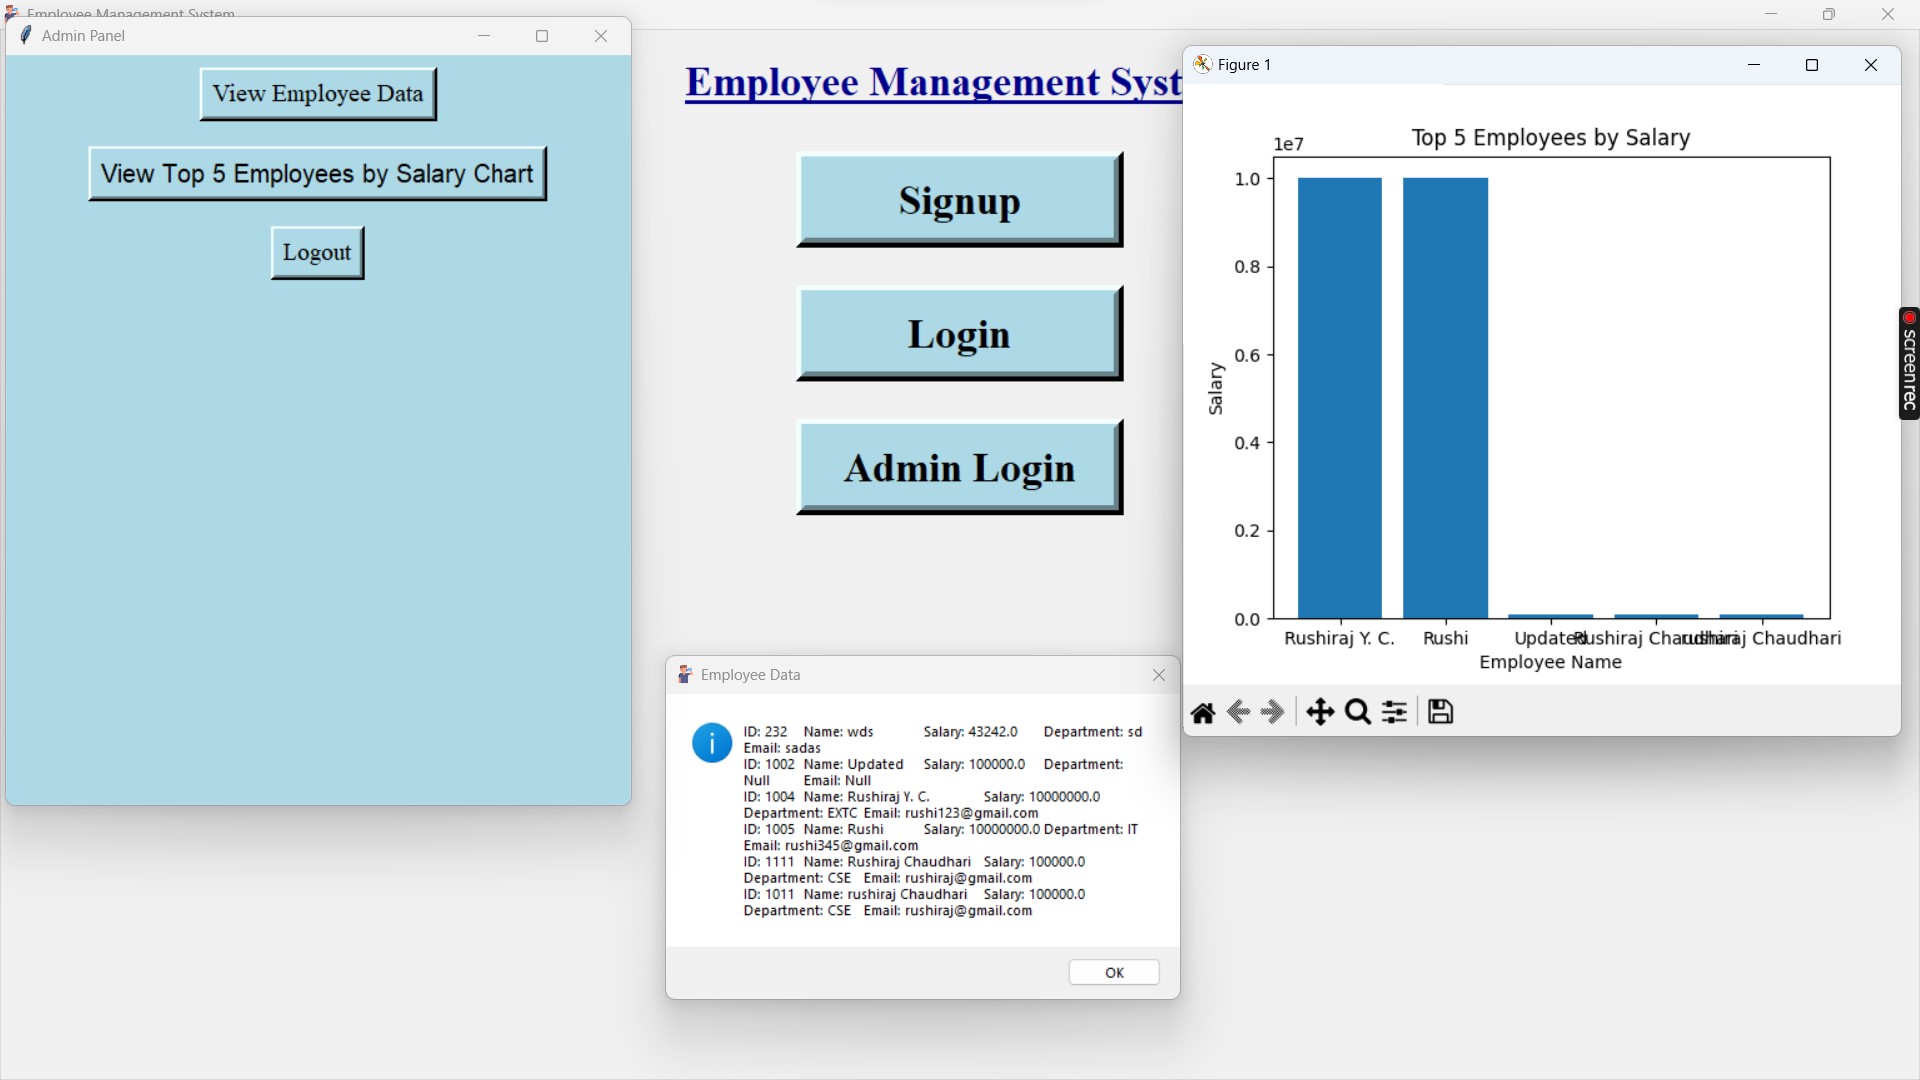 Employee Management System
Admin Panel
View Employee Data
View Top 5 Employees by Salary Chart
Logout
Employee Management Syst
Signup
Login
Admin Login
Figure 1
Top 5 Employees by Salary
1e7
1.0
0.8
0.6
0.4
0.2
0.0
Salary
Rushiraj Y. C. Rushi Updated Rushiraj Chaudhari rushiraj Chaudhari
Employee Name
screenrec
Employee Data
ID: 232 Name: wds Salary: 43242.0 Department: sd
Email: sadas
ID: 1002 Name: Updated Salary: 100000.0 Department:
Null Email: Null
ID: 1004 Name: Rushiraj Y. C. Salary: 10000000.0
Department: EXTC Email: rushi123@gmail.com
ID: 1005 Name: Rushi Salary: 10000000.0 Department: IT
Email: rushi345@gmail.com
ID: 1111 Name: Rushiraj Chaudhari Salary: 100000.0
Department: CSE Email: rushiraj@gmail.com
ID: 1011 Name: rushiraj Chaudhari Salary: 100000.0
Department: CSE Email: rushiraj@gmail.com
OK